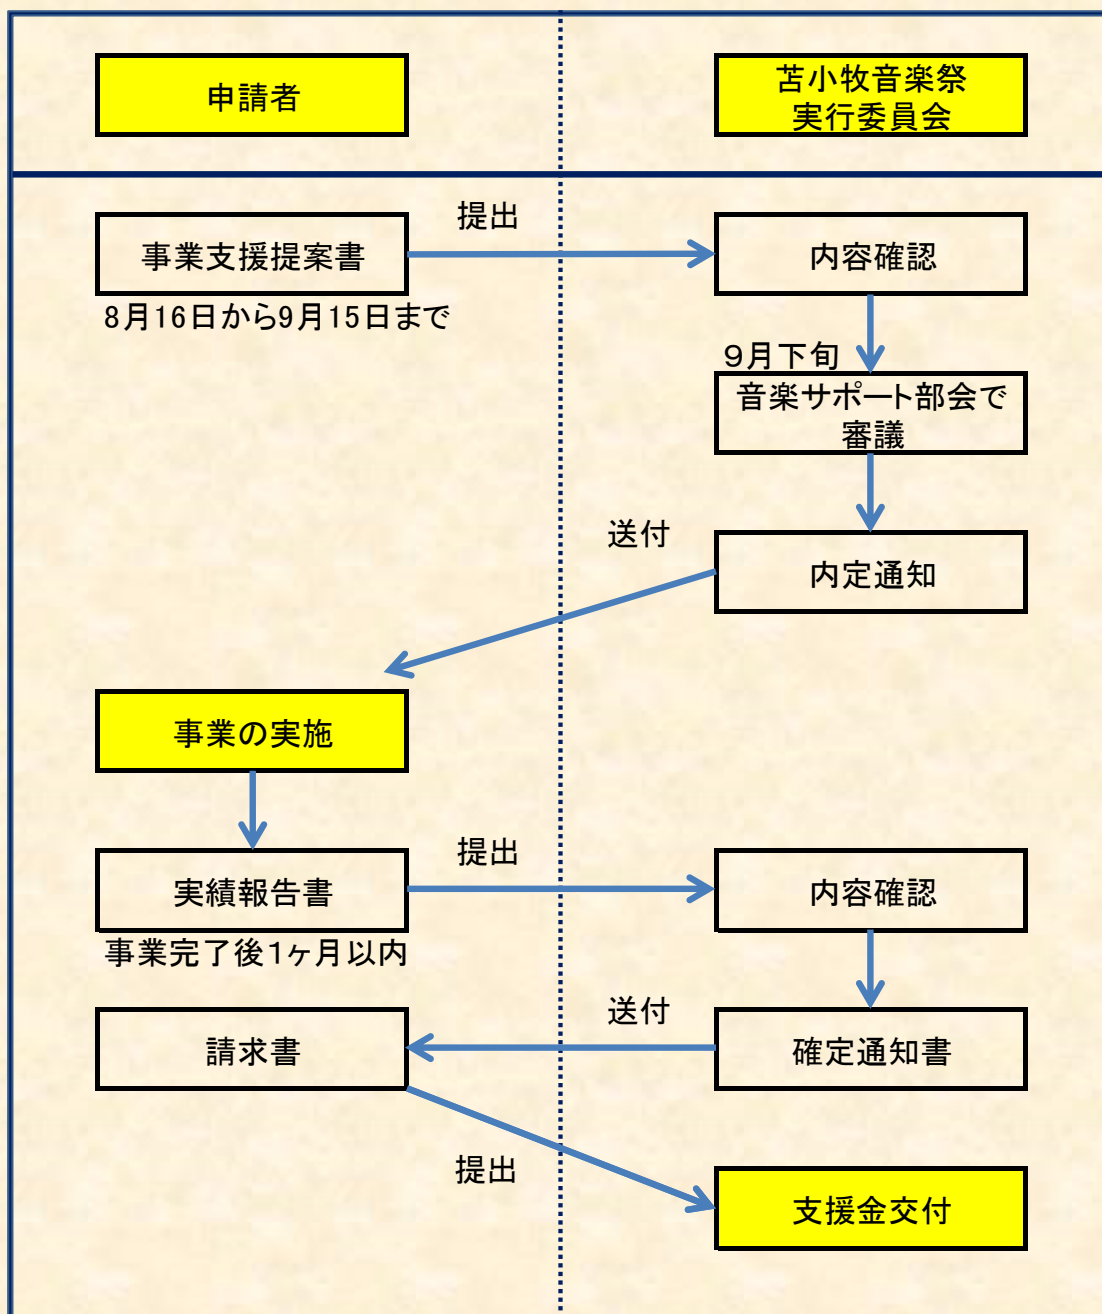 申請者
苫小牧音楽祭
実行委員会
提出
事業支援提案書
内容確認
8月16日から9月15日まで
９月下旬
音楽サポート部会で
審議
送付
内定通知
事業の実施
提出
実績報告書
内容確認
事業完了後１ヶ月以内
送付
請求書
確定通知書
提出
支援金交付